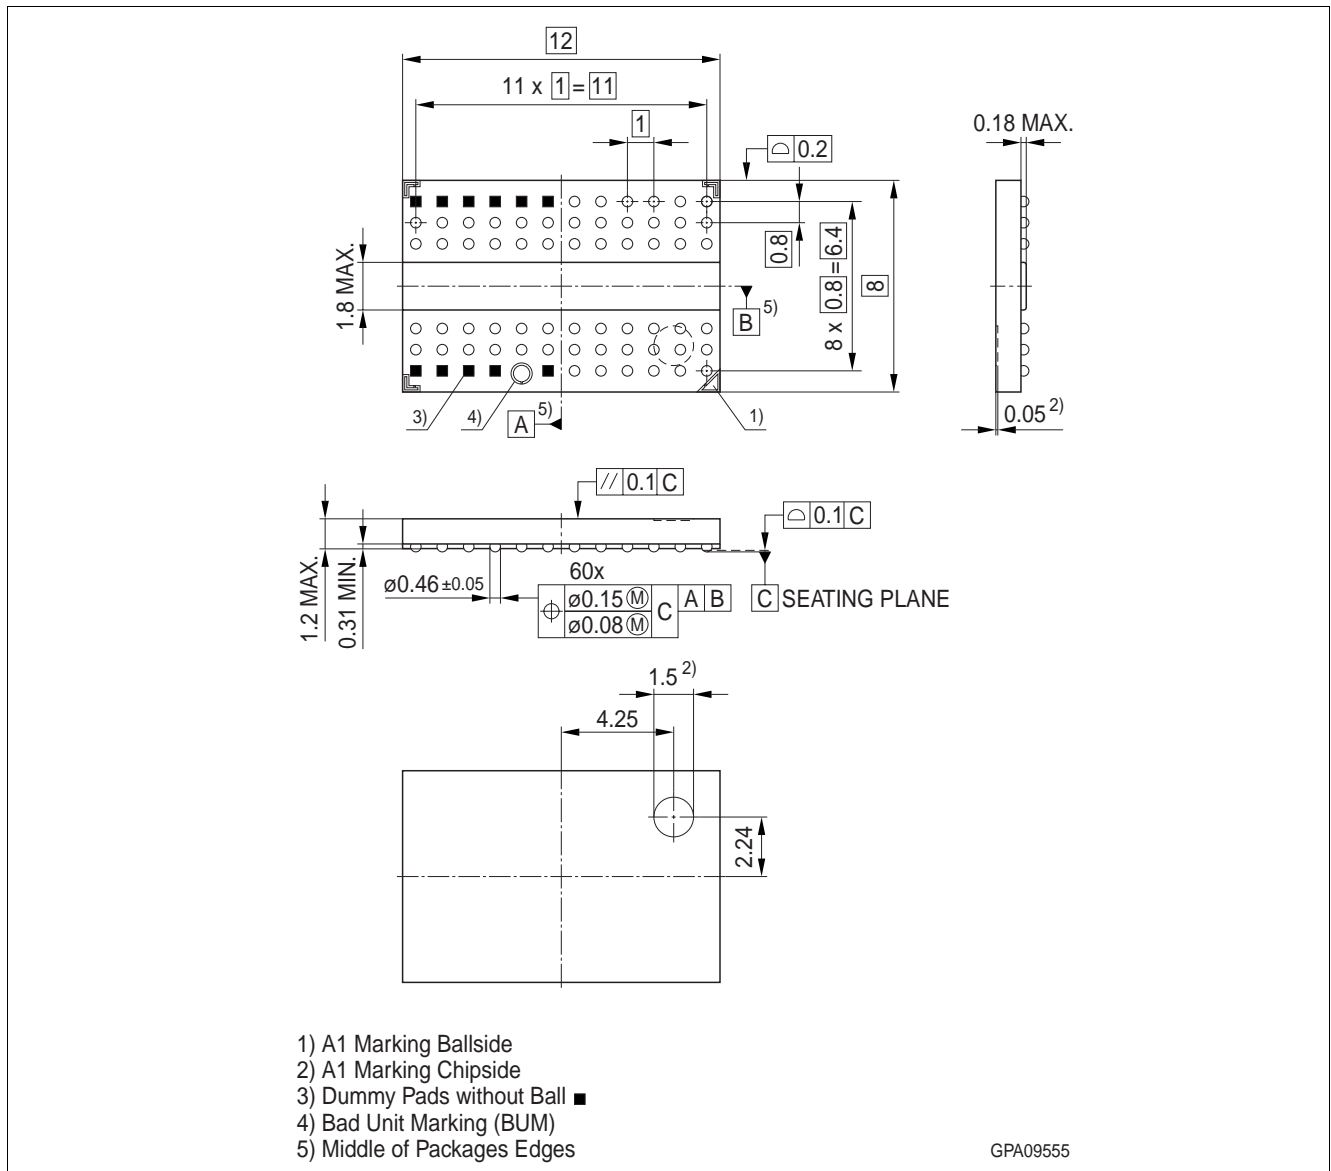 12
11 x 1 = 11
1
0.18 MAX.
⌓ 0.2
1.8 MAX.
0.8
8 x 0.8 = 6.4
8
B 5)
3)
4)
A 5)
1)
0.05 2)
// 0.1 C
⌓ 0.1 C
1.2 MAX.
0.31 MIN.
ø0.46 ±0.05
60x
⌖ ø0.15 Ⓜ C A B
ø0.08 Ⓜ
C SEATING PLANE
1.5 2)
4.25
2.24
1) A1 Marking Ballside
2) A1 Marking Chipside
3) Dummy Pads without Ball ■
4) Bad Unit Marking (BUM)
5) Middle of Packages Edges
GPA09555